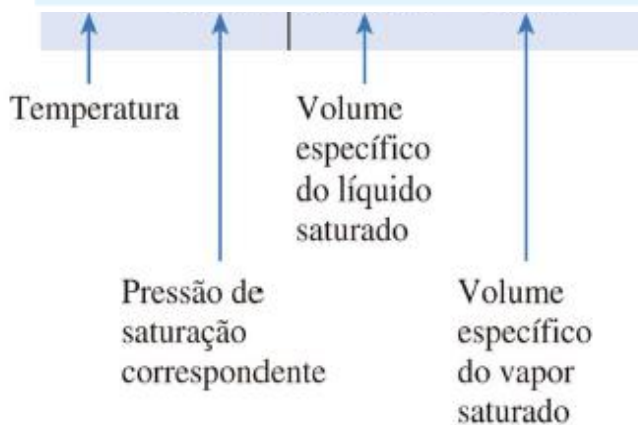 Temperatura
Volume
específico
do líquido
saturado
Pressão de
saturação
correspondente
Volume
específico
do vapor
saturado